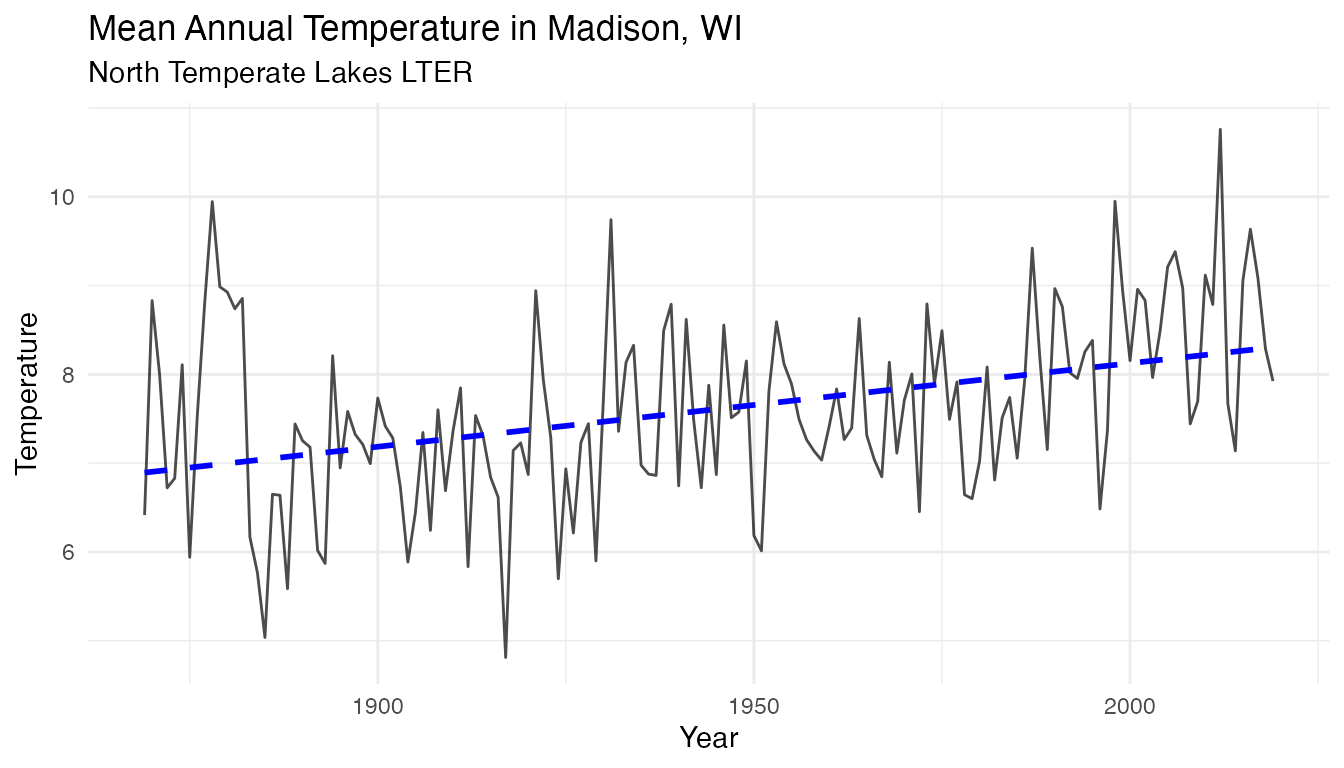 Mean Annual Temperature in Madison, WI
North Temperate Lakes LTER
Temperature
10
8
6
1900
1950
2000
Year